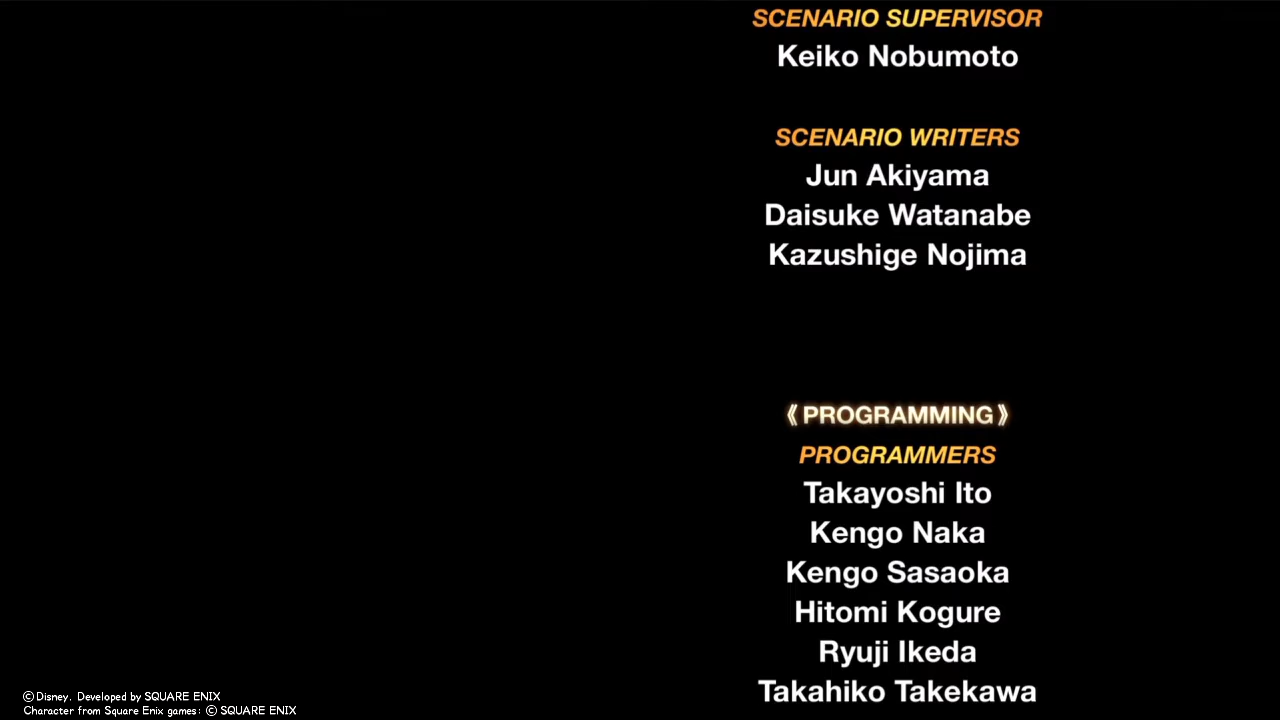 SCENARIO SUPERVISOR
Keiko Nobumoto
SCENARIO WRITERS
Jun Akiyama
Daisuke Watanabe
Kazushige Nojima
《PROGRAMMING》
PROGRAMMERS
Takayoshi Ito
Kengo Naka
Kengo Sasaoka
Hitomi Kogure
Ryuji Ikeda
Takahiko Takekawa
©Disney. Developed by SQUARE ENIX
Character from Square Enix games: © SQUARE ENIX